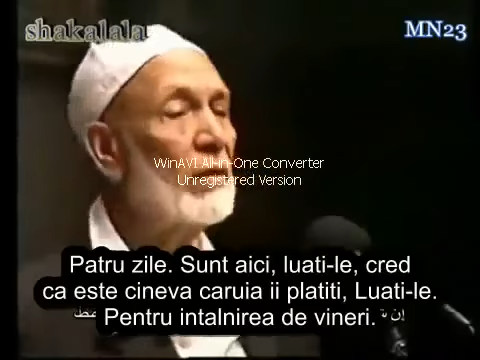 shakalala
MN23
WinAVI All-in-One Converter
Unregistered Version
Patru zile. Sunt aici, luati-le, cred
ca este cineva caruia ii platiti, Luati-le.
Pentru intalnirea de vineri.
إن